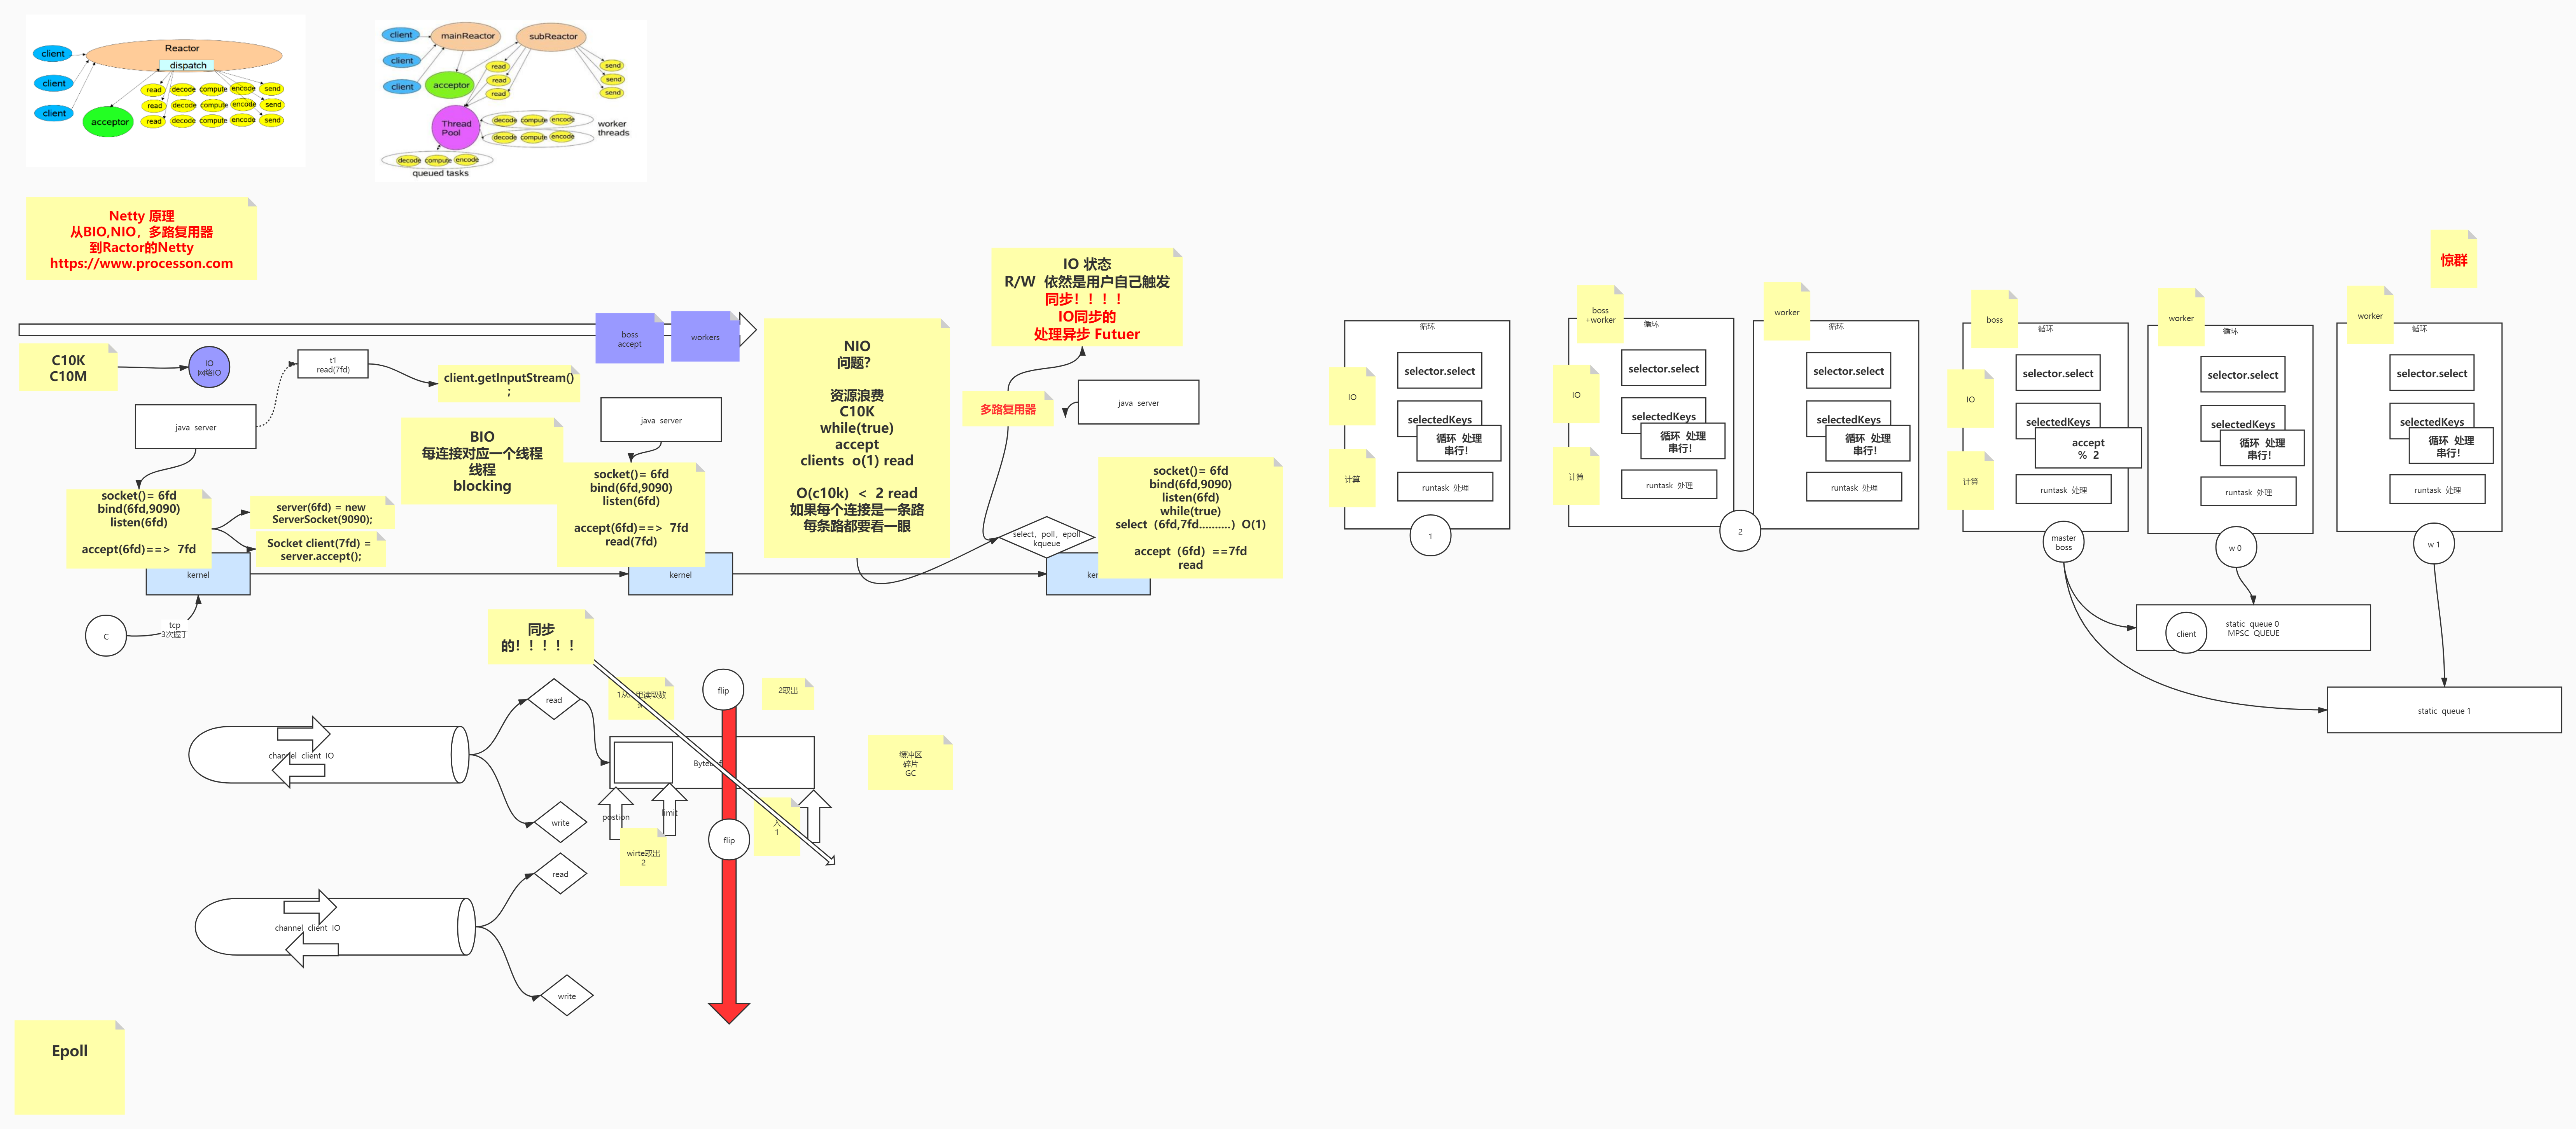 Reactor
dispatch
client
client
client
acceptor
read
decode
compute
encode
send
read
decode
compute
encode
send
read
decode
compute
encode
send
client
client
client
mainReactor
subReactor
acceptor
read
read
read
send
send
send
Thread
Pool
decode
compute
encode
decode
compute
encode
worker
threads
decode
compute
encode
queued tasks
Netty 原理
从BIO,NIO，多路复用器
到Ractor的Netty
https://www.processon.com
C10K
C10M
IO
网络IO
t1
read(7fd)
client.getInputStream()
;
java server
socket()= 6fd
bind(6fd,9090)
listen(6fd)
accept(6fd)==> 7fd
server(6fd) = new
ServerSocket(9090);
Socket client(7fd) =
server.accept();
kernel
C
tcp
3次握手
BIO
每连接对应一个线程
线程
blocking
boss
accept
workers
java server
socket()= 6fd
bind(6fd,9090)
listen(6fd)
accept(6fd)==> 7fd
read(7fd)
kernel
NIO
问题？
资源浪费
C10K
while(true)
accept
clients o(1) read
O(c10k) < 2 read
如果每个连接是一条路
每条路都要看一眼
IO 状态
R/W 依然是用户自己触发
同步！！！！
IO同步的
处理异步 Futuer
多路复用器
java server
select、poll、epoll
kqueue
socket()= 6fd
bind(6fd,9090)
listen(6fd)
while(true)
select（6fd,7fd..........）O(1)
accept（6fd）==7fd
read
同步
的！！！！！
channel client IO
read
write
1从
里读取数
2取出
flip
postion
limit
wirte取出
2
flip
入
1
缓冲区
碎片
GC
channel client IO
read
write
Epoll
循环
IO
计算
selector.select
selectedKeys
循环 处理
串行！
runtask 处理
1
boss
+worker
循环
IO
计算
selector.select
selectedKeys
循环 处理
串行！
runtask 处理
2
worker
循环
selector.select
selectedKeys
循环 处理
串行！
runtask 处理
boss
循环
IO
计算
selector.select
selectedKeys
accept
% 2
runtask 处理
master
boss
worker
循环
selector.select
selectedKeys
循环 处理
串行！
runtask 处理
w 0
惊群
worker
循环
selector.select
selectedKeys
循环 处理
串行！
runtask 处理
w 1
client
static queue 0
MPSC QUEUE
static queue 1